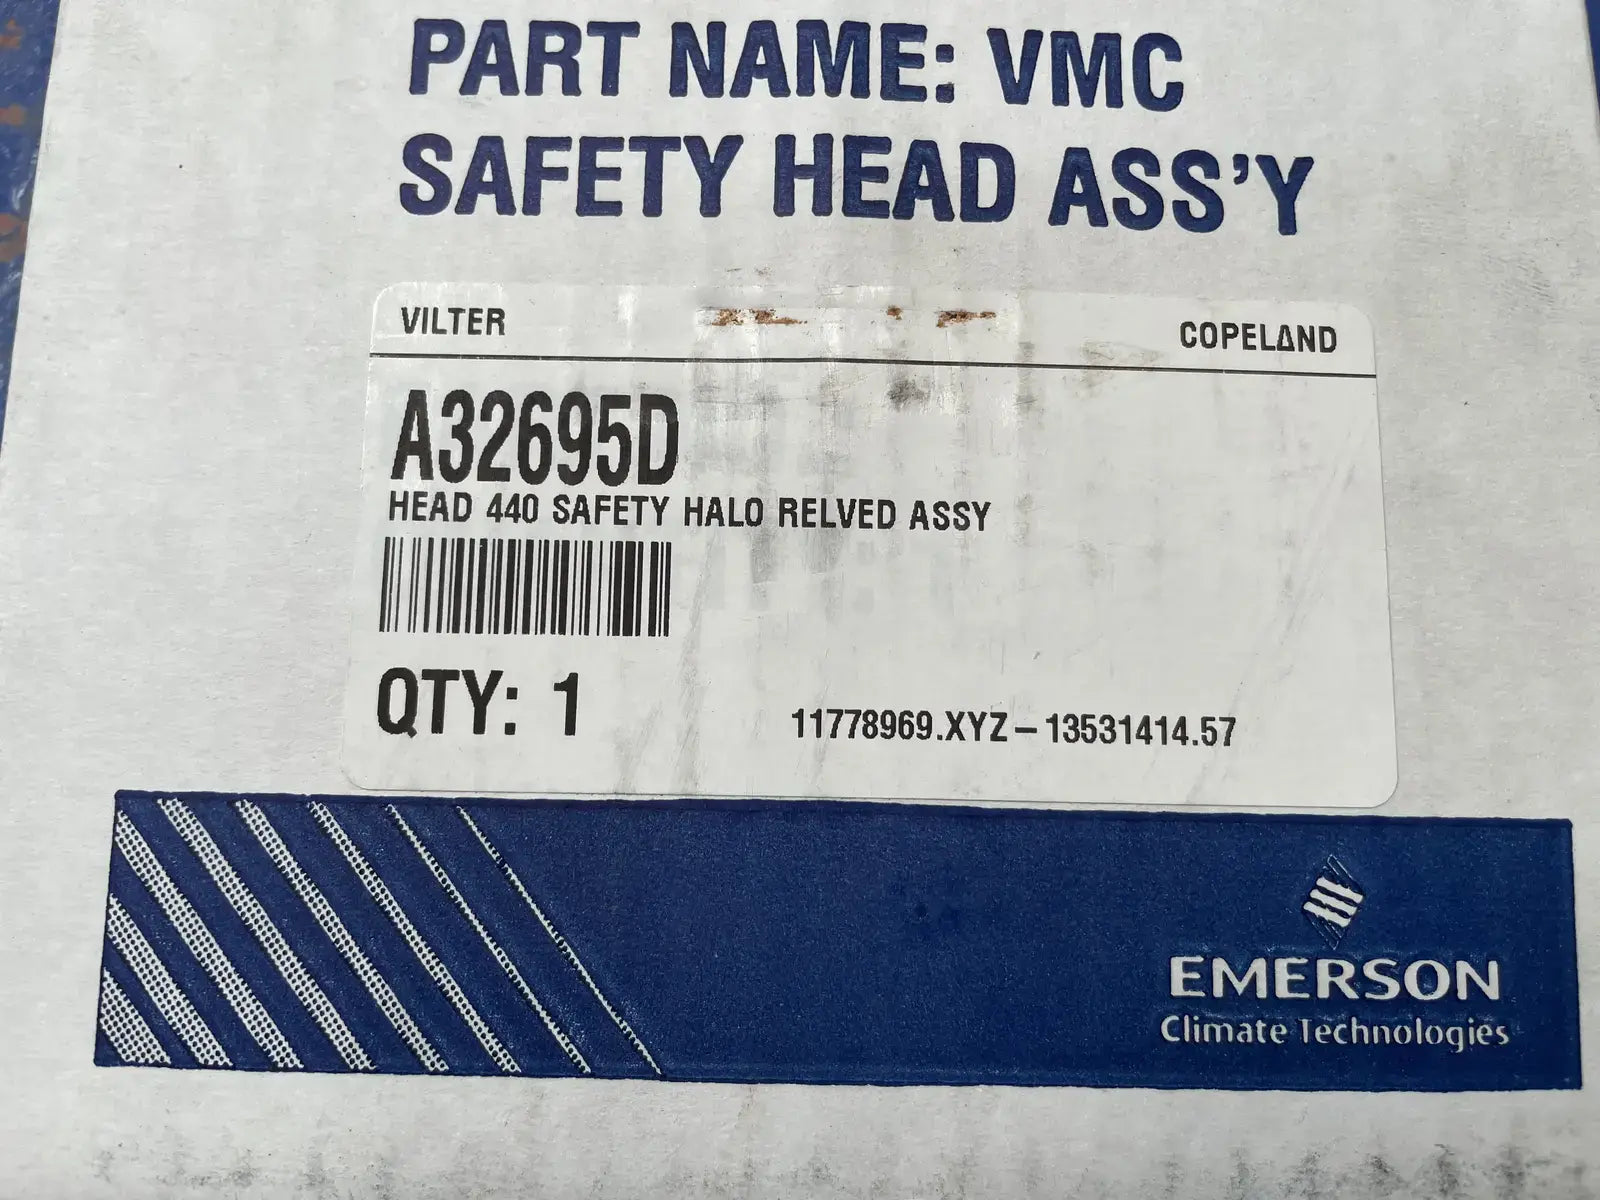 PART NAME: VMC
SAFETY HEAD ASS'Y
VILTER
COPELAND
A32695D
HEAD 440 SAFETY HALO RELVED ASSY
QTY: 1
11778969.XYZ-13531414.57
EMERSON
Climate Technologies